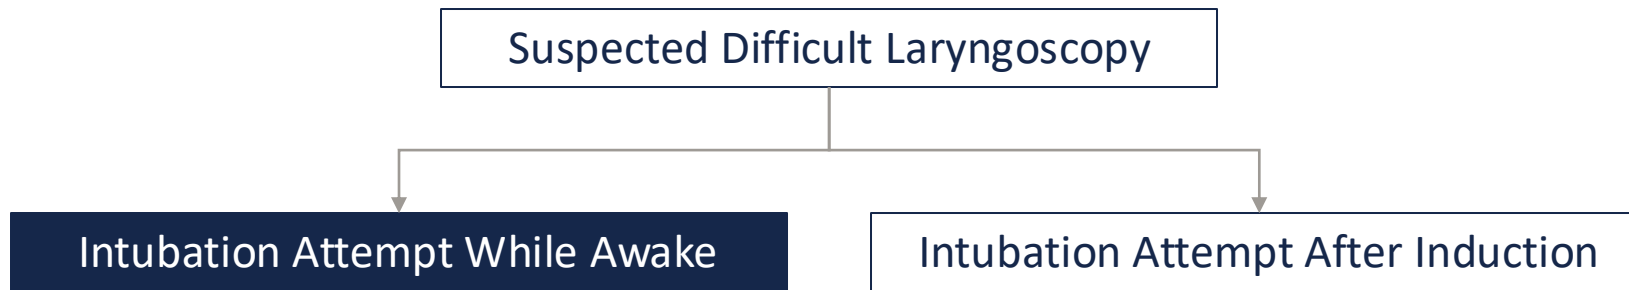 Suspected Difficult Laryngoscopy
Intubation Attempt While Awake
Intubation Attempt After Induction